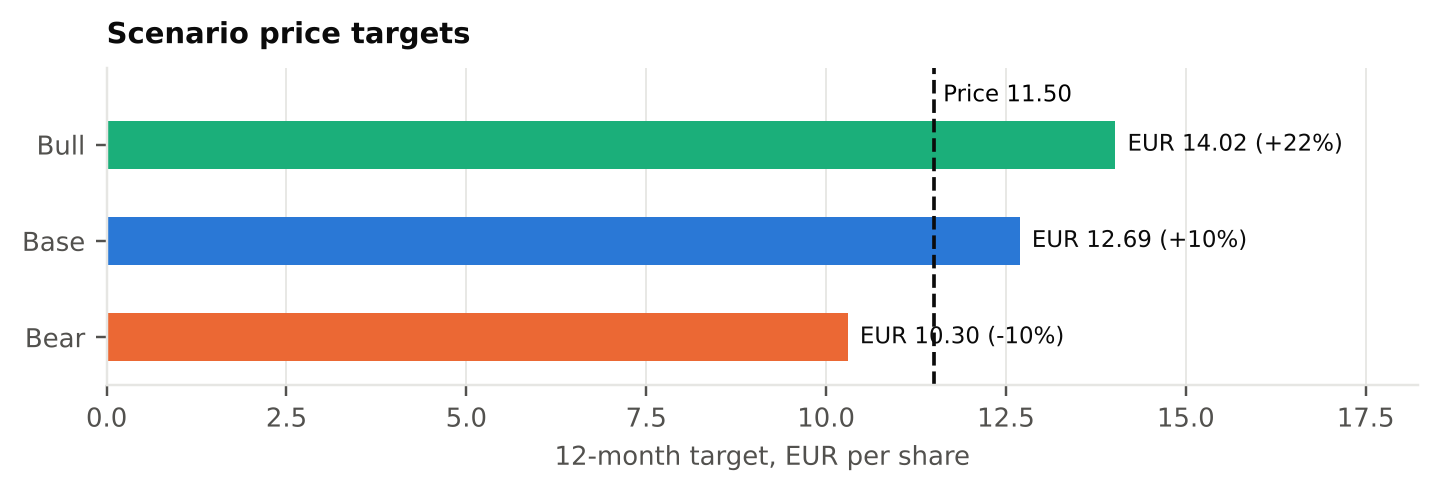 Scenario price targets
Price 11.50
Bull
EUR 14.02 (+22%)
Base
EUR 12.69 (+10%)
Bear
EUR 10.30 (-10%)
0.0 2.5 5.0 7.5 10.0 12.5 15.0 17.5
12-month target, EUR per share